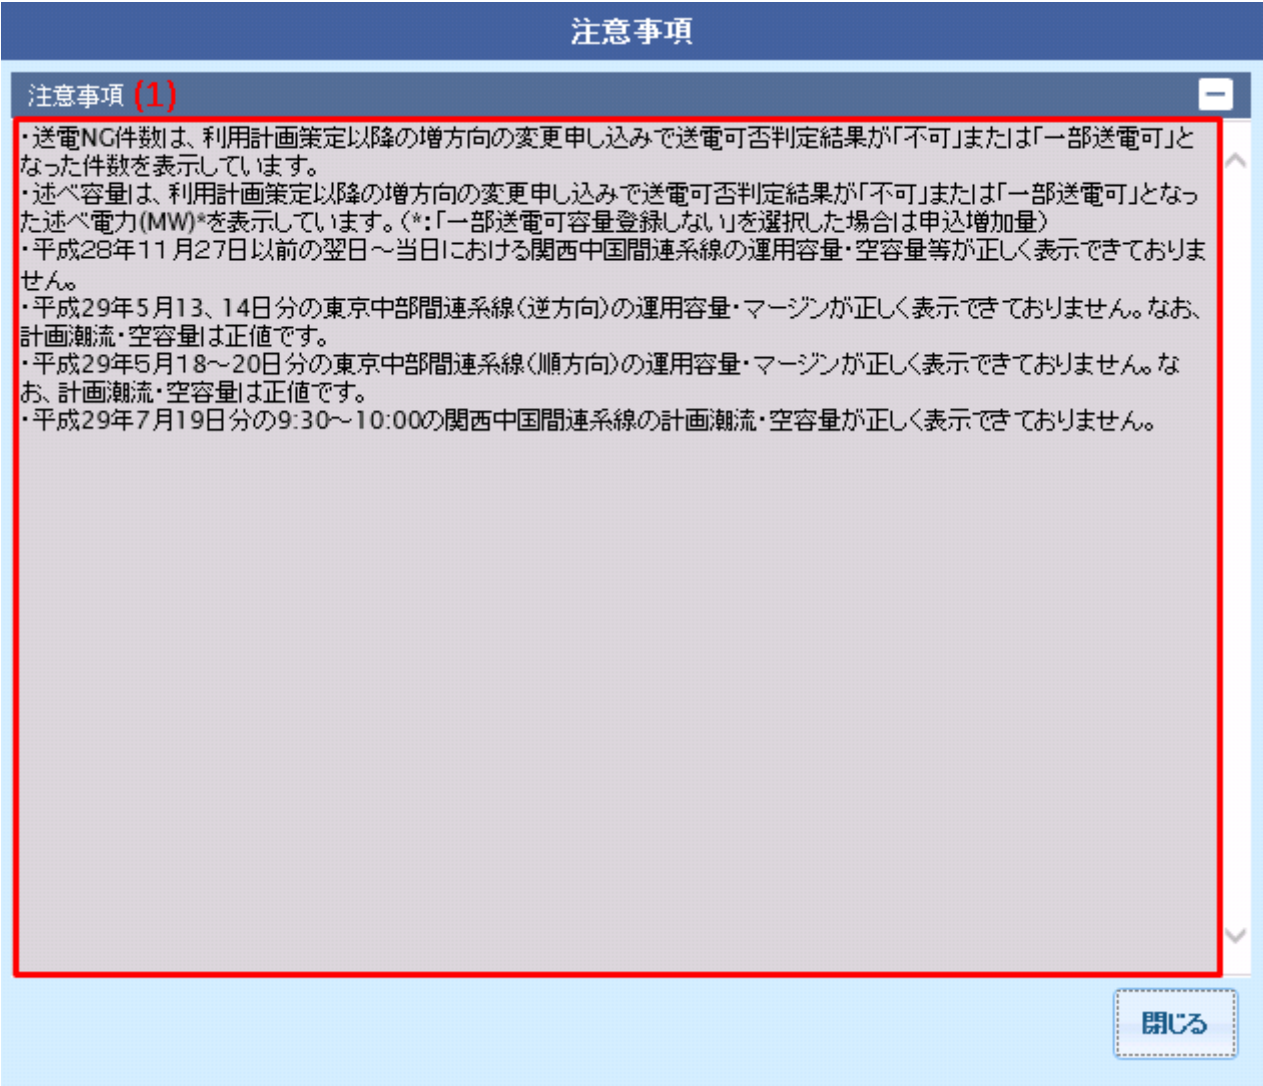 注意事項
注意事項 (1)
・送電NG件数は、利用計画策定以降の増方向の変更申し込みで送電可否判定結果が「不可」または「一部送電可」と
なった件数を表示しています。
・述べ容量は、利用計画策定以降の増方向の変更申し込みで送電可否判定結果が「不可」または「一部送電可」となっ
た述べ電力(MW)*を表示しています。(*:「一部送電可容量登録しない」を選択した場合は申込増加量)
・平成28年11月27日以前の翌日～当日における関西中国間連系線の運用容量・空容量等が正しく表示できておりま
せん。
・平成29年5月13、14日分の東京中部間連系線(逆方向)の運用容量・マージンが正しく表示できておりません。なお、
計画潮流・空容量は正値です。
・平成29年5月18～20日分の東京中部間連系線(順方向)の運用容量・マージンが正しく表示できておりません。な
お、計画潮流・空容量は正値です。
・平成29年7月19日分の9:30～10:00の関西中国間連系線の計画潮流・空容量が正しく表示できておりません。
閉じる